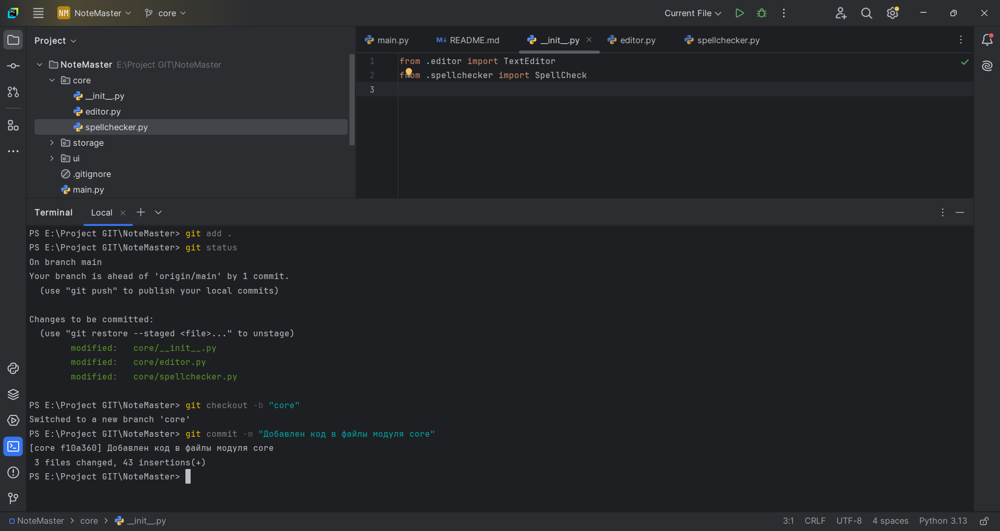 PC NM NoteMaster core Current File
Project
NoteMaster E:\Project GIT\NoteMaster
core
__init__.py
editor.py
spellchecker.py
storage
ui
.gitignore
main.py
main.py M↓ README.md __init__.py editor.py spellchecker.py
1 from .editor import TextEditor
2 from .spellchecker import SpellCheck
3
Terminal Local
PS E:\Project GIT\NoteMaster> git add .
PS E:\Project GIT\NoteMaster> git status
On branch main
Your branch is ahead of 'origin/main' by 1 commit.
(use "git push" to publish your local commits)
Changes to be committed:
(use "git restore --staged <file>..." to unstage)
modified: core/__init__.py
modified: core/editor.py
modified: core/spellchecker.py
PS E:\Project GIT\NoteMaster> git checkout -b "core"
Switched to a new branch 'core'
PS E:\Project GIT\NoteMaster> git commit -m "Добавлен код в файлы модуля core"
[core f10a360] Добавлен код в файлы модуля core
3 files changed, 43 insertions(+)
PS E:\Project GIT\NoteMaster>
NoteMaster > core > __init__.py 3:1 CRLF UTF-8 4 spaces Python 3.13